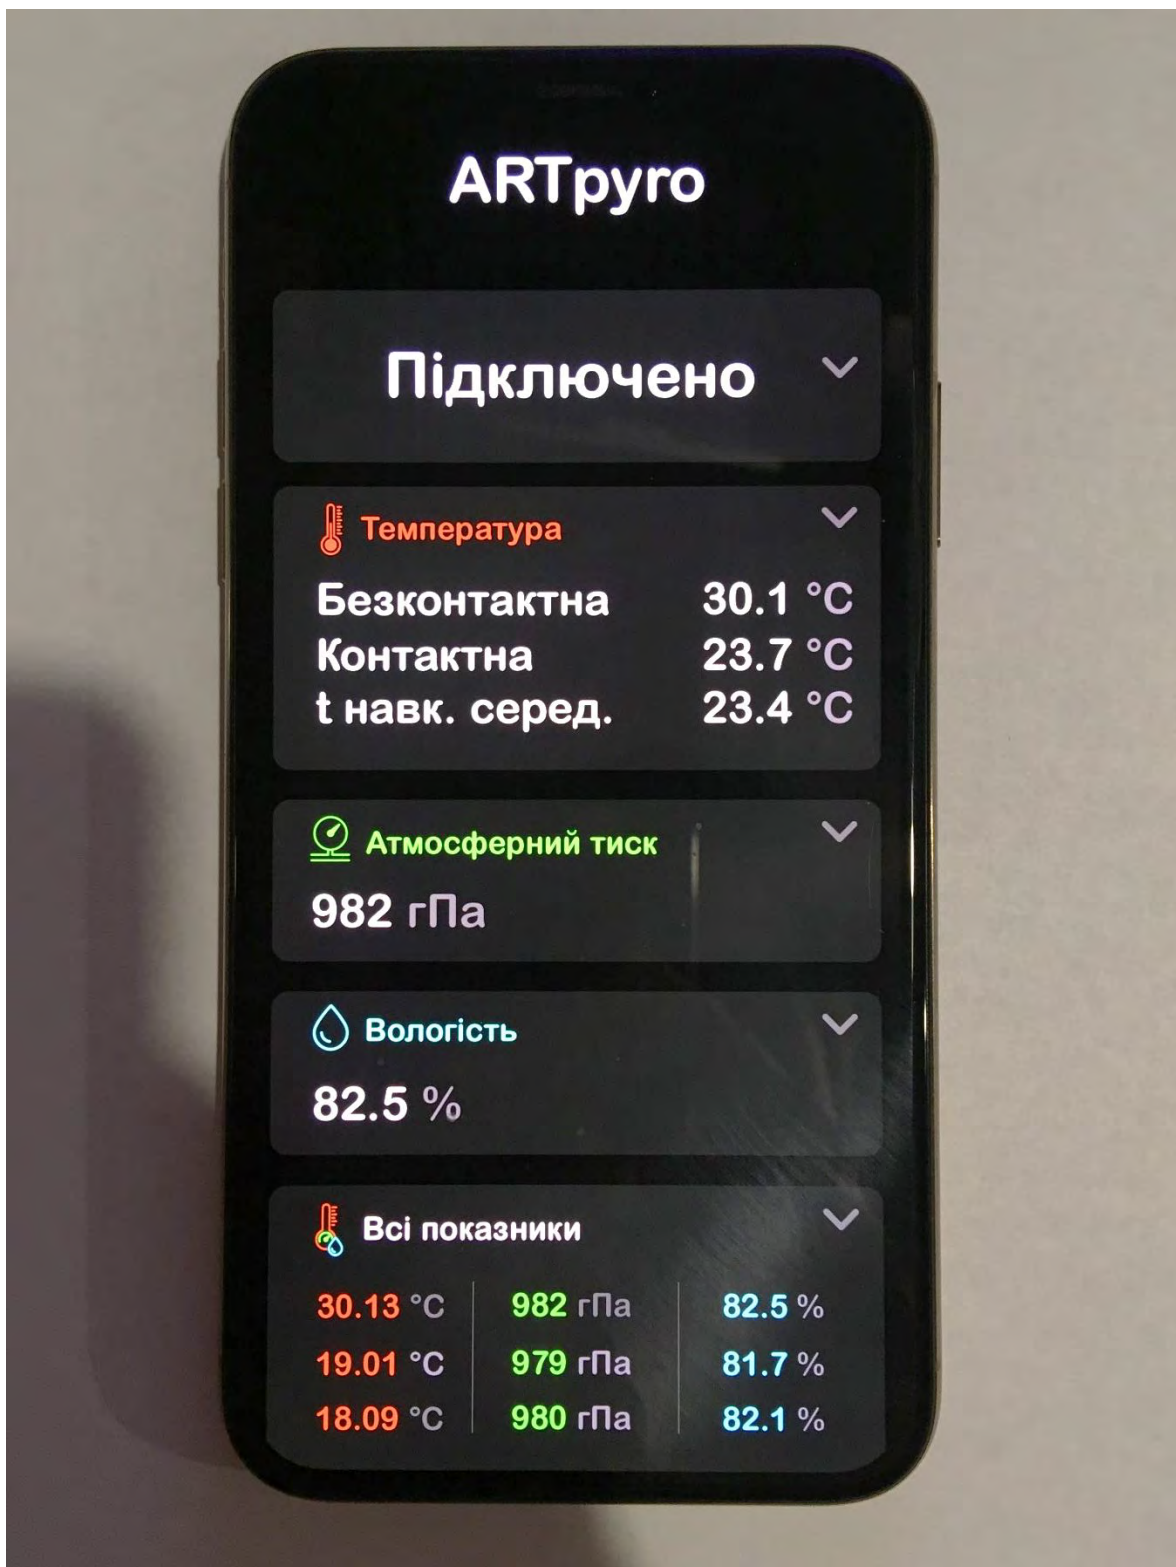 ARTpyro
Підключено
Температура
Безконтактна 30.1 °C
Контактна 23.7 °C
t навк. серед. 23.4 °C
Атмосферний тиск
982 гПа
Вологість
82.5 %
Всі показники
30.13 °C 982 гПа 82.5 %
19.01 °C 979 гПа 81.7 %
18.09 °C 980 гПа 82.1 %